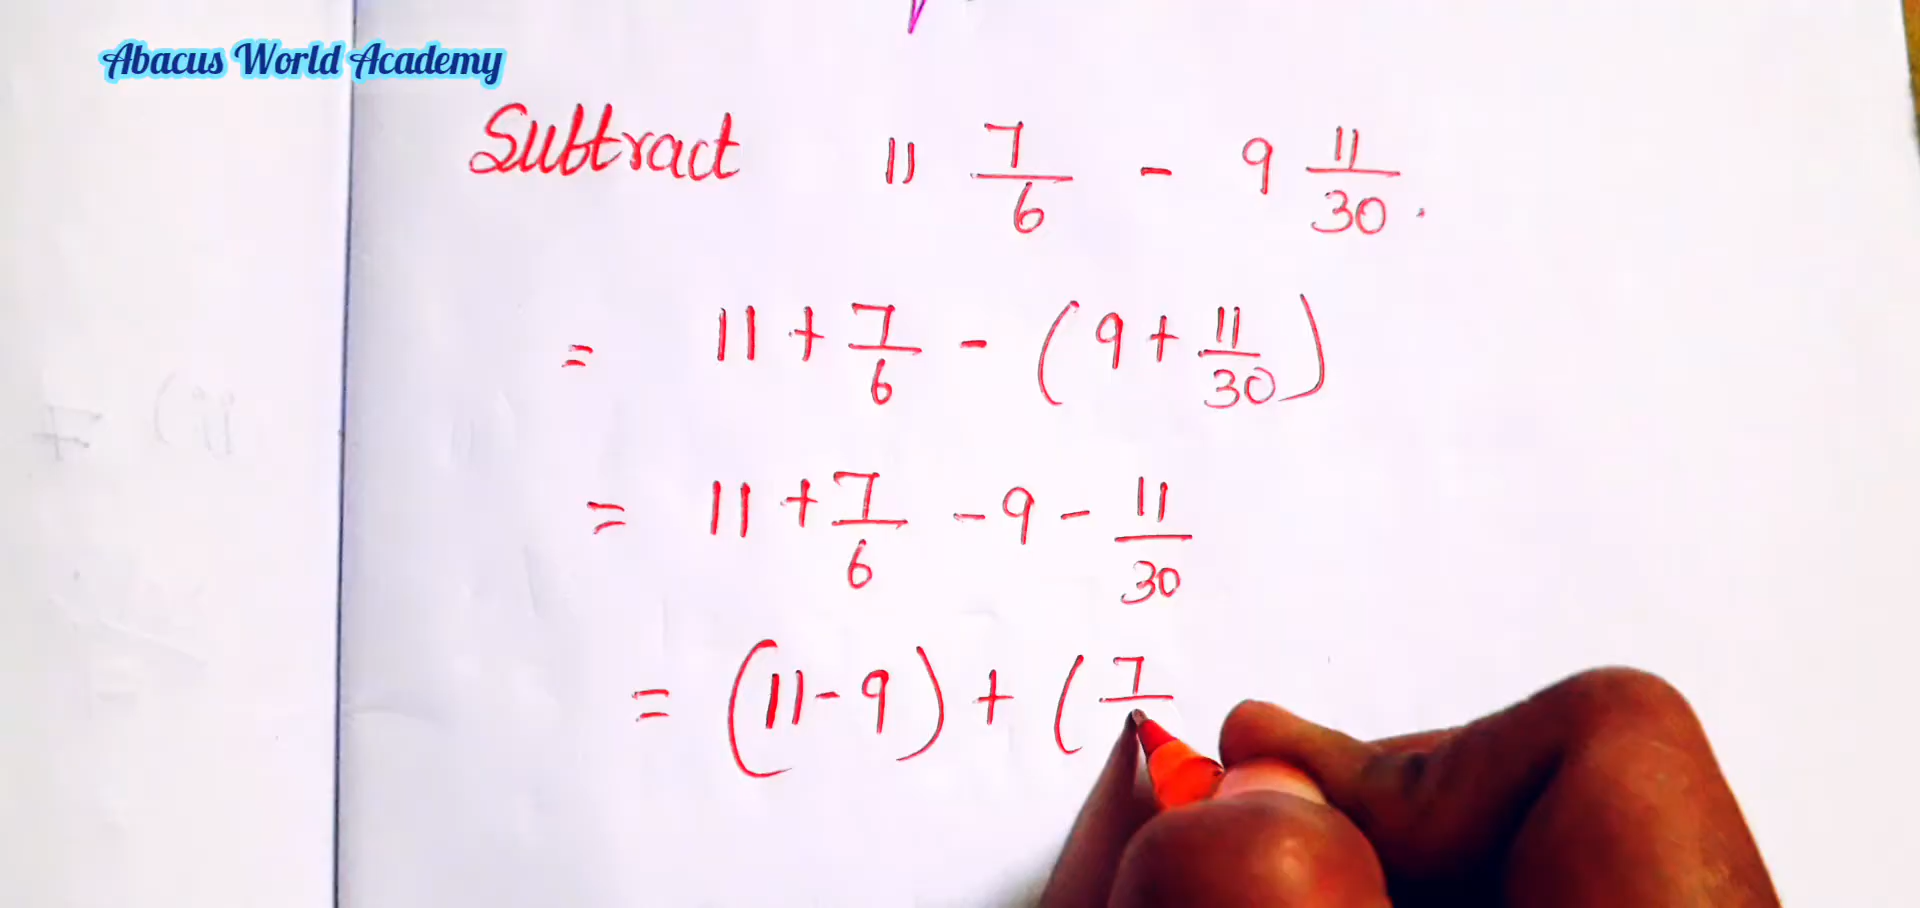 Abacus World Academy
Subtract 11 7/6 - 9 11/30.
= 11 + 7/6 - (9 + 11/30)
= 11 + 7/6 - 9 - 11/30
= (11 - 9) + (7/